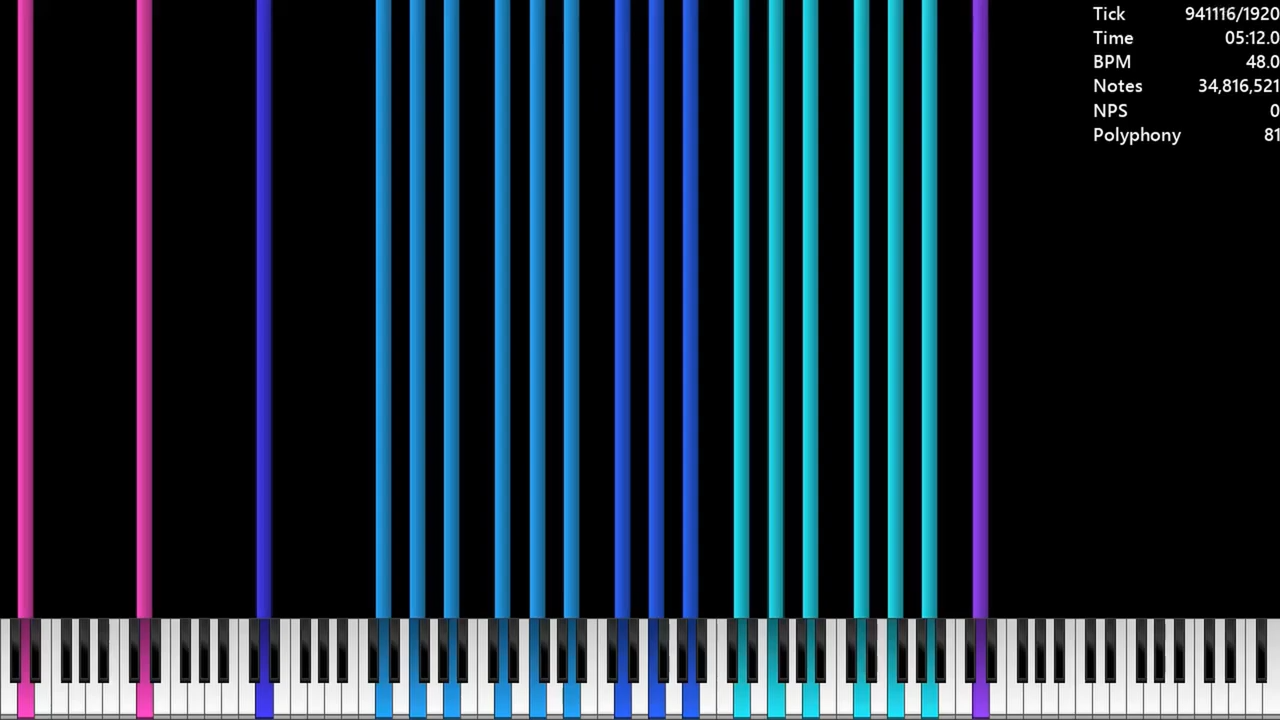 Tick 941116/1920
Time 05:12.0
BPM 48.0
Notes 34,816,521
NPS 0
Polyphony 81